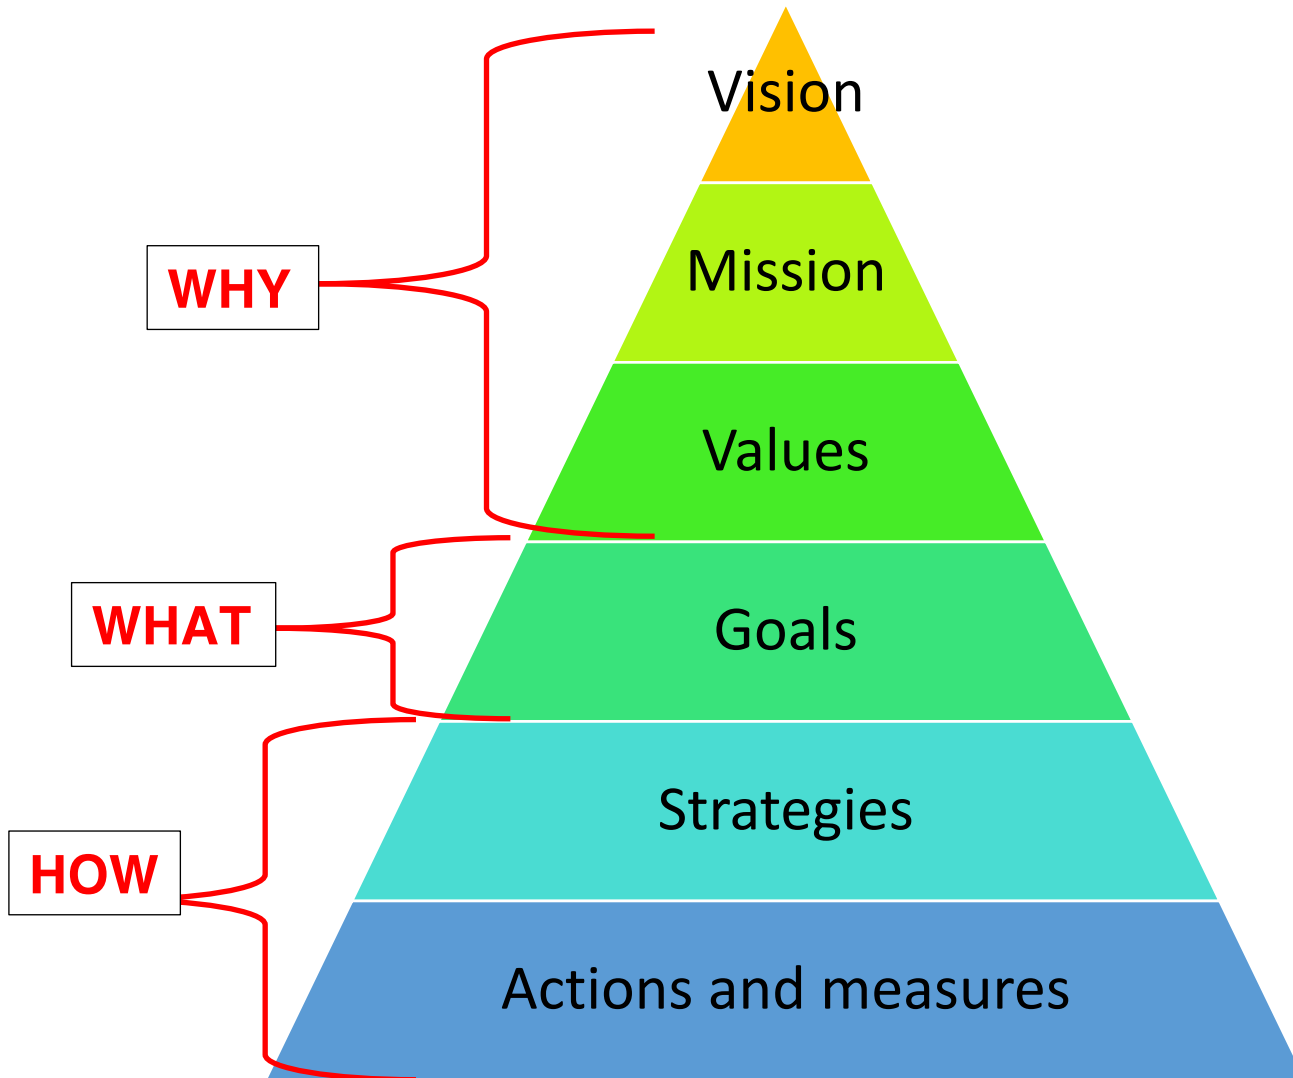 Vision
Mission
WHY
Values
Goals
WHAT
Strategies
HOW
Actions and measures